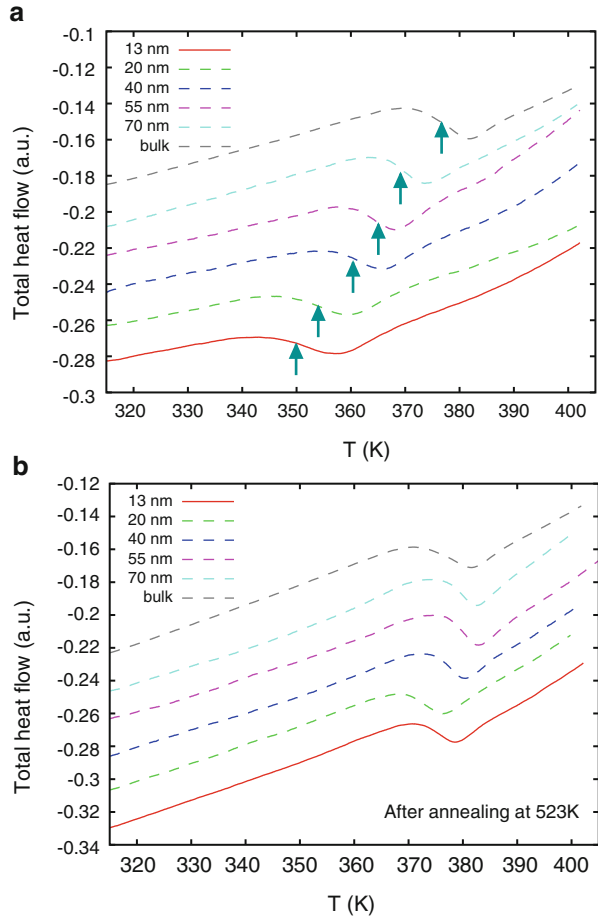 a
-0.1
-0.12
-0.14
-0.16
-0.18
-0.2
-0.22
-0.24
-0.26
-0.28
-0.3
13 nm
20 nm
40 nm
55 nm
70 nm
bulk
Total heat flow (a.u.)
320 330 340 350 360 370 380 390 400
T (K)
b
-0.12
-0.14
-0.16
-0.18
-0.2
-0.22
-0.24
-0.26
-0.28
-0.3
-0.32
-0.34
13 nm
20 nm
40 nm
55 nm
70 nm
bulk
Total heat flow (a.u.)
After annealing at 523K
320 330 340 350 360 370 380 390 400
T (K)